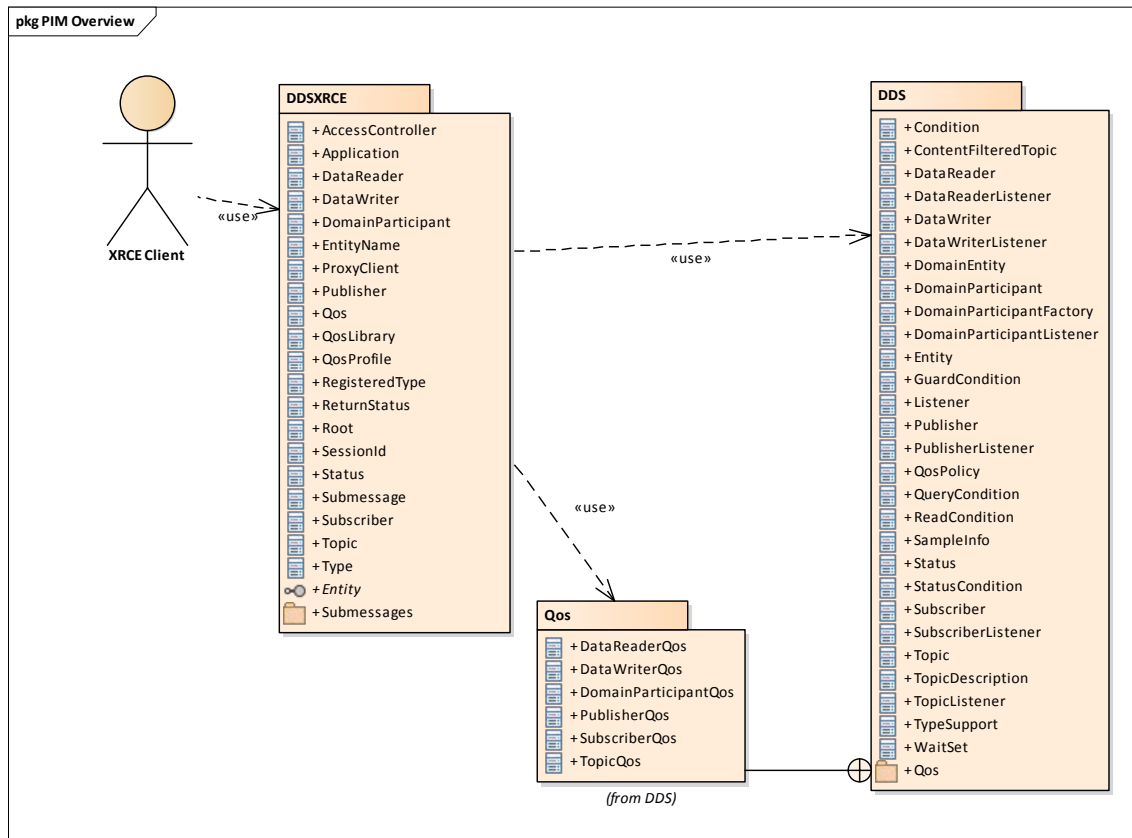 pkg PIM Overview
XRCE Client
«use»
DDSXRCE
+AccessController
+Application
+DataReader
+DataWriter
+DomainParticipant
+EntityName
+ProxyClient
+Publisher
+Qos
+QosLibrary
+QosProfile
+RegisteredType
+ReturnStatus
+Root
+SessionId
+Status
+Submessage
+Subscriber
+Topic
+Type
+Entity
+Submessages
«use»
«use»
Qos
+DataReaderQos
+DataWriterQos
+DomainParticipantQos
+PublisherQos
+SubscriberQos
+TopicQos
(from DDS)
DDS
+Condition
+ContentFilteredTopic
+DataReader
+DataReaderListener
+DataWriter
+DataWriterListener
+DomainEntity
+DomainParticipant
+DomainParticipantFactory
+DomainParticipantListener
+Entity
+GuardCondition
+Listener
+Publisher
+PublisherListener
+QosPolicy
+QueryCondition
+ReadCondition
+SampleInfo
+Status
+StatusCondition
+Subscriber
+SubscriberListener
+Topic
+TopicDescription
+TopicListener
+TypeSupport
+WaitSet
+Qos